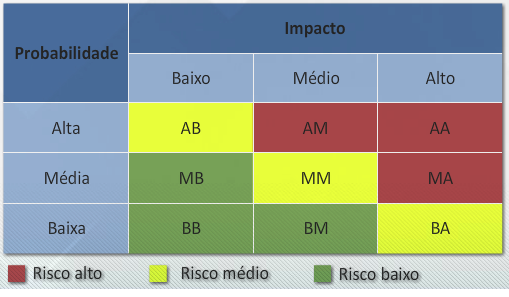 Probabilidade
Impacto
Baixo Médio Alto
Alta AB AM AA
Média MB MM MA
Baixa BB BM BA
Risco alto Risco médio Risco baixo